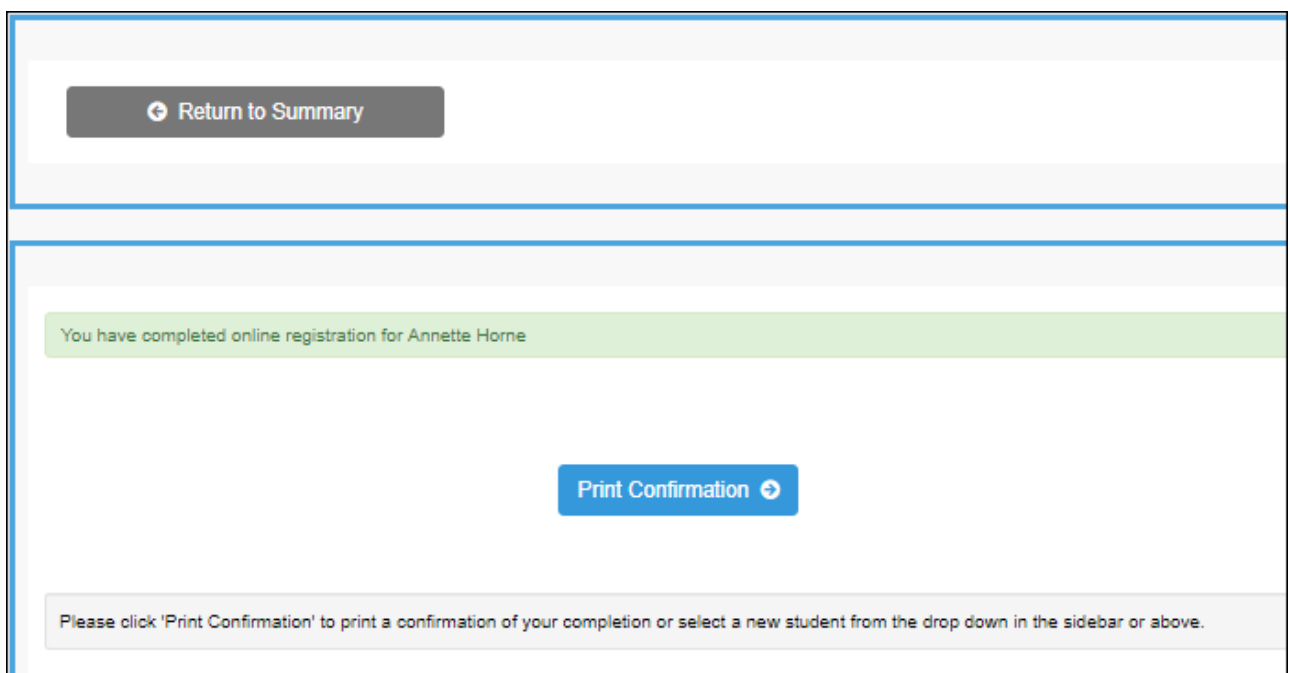 Return to Summary
You have completed online registration for Annette Horne
Print Confirmation
Please click 'Print Confirmation' to print a confirmation of your completion or select a new student from the drop down in the sidebar or above.